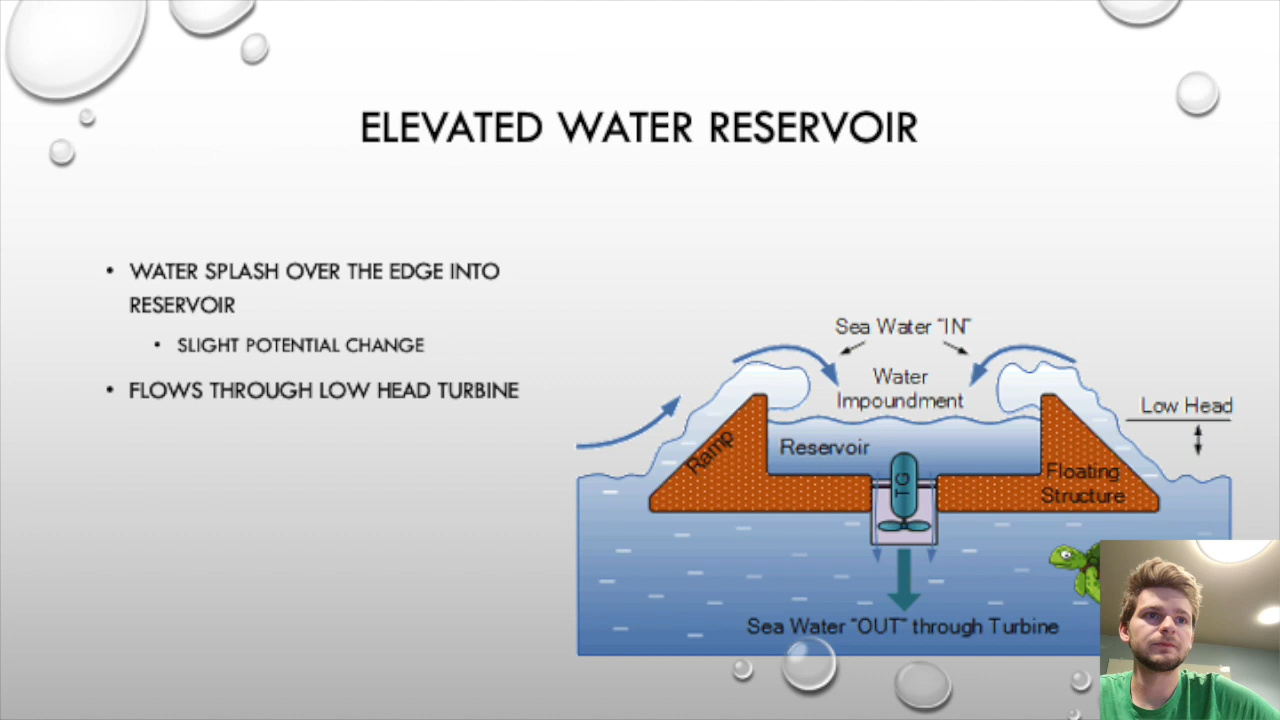 ELEVATED WATER RESERVOIR
• WATER SPLASH OVER THE EDGE INTO
RESERVOIR
• SLIGHT POTENTIAL CHANGE
• FLOWS THROUGH LOW HEAD TURBINE
Sea Water "IN"
Water
Impoundment
Low Head
Reservoir
Ramp
TG
Floating
Structure
Sea Water "OUT" through Turbine